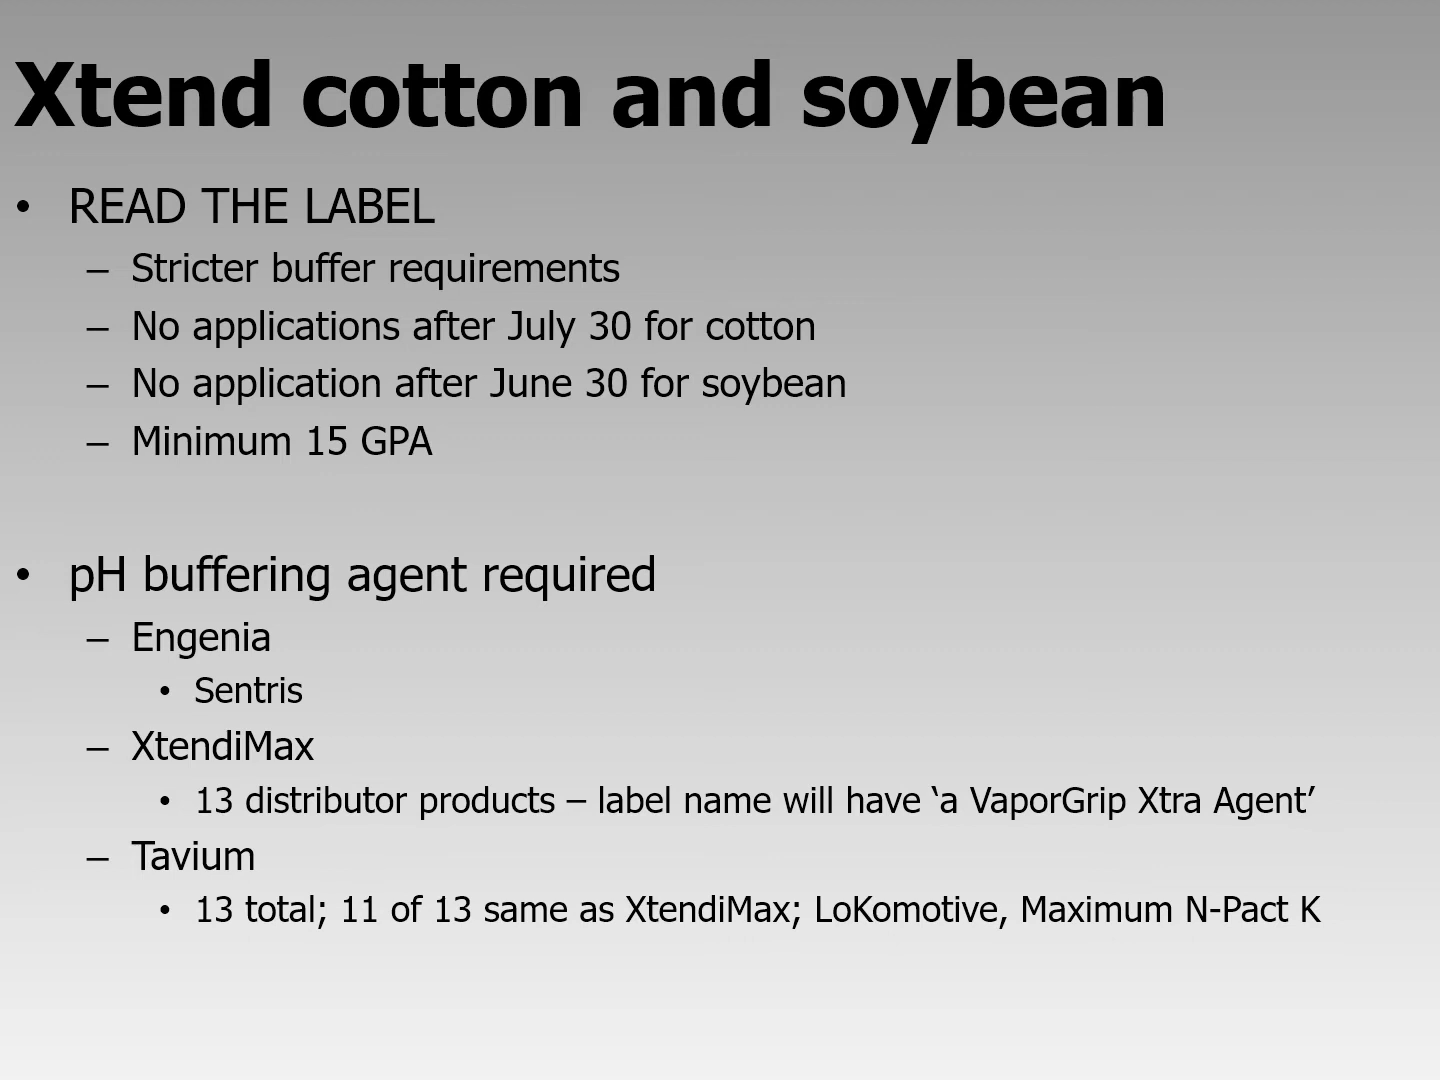 Xtend cotton and soybean
• READ THE LABEL
– Stricter buffer requirements
– No applications after July 30 for cotton
– No application after June 30 for soybean
– Minimum 15 GPA
• pH buffering agent required
– Engenia
• Sentris
– XtendiMax
• 13 distributor products – label name will have ‘a VaporGrip Xtra Agent’
– Tavium
• 13 total; 11 of 13 same as XtendiMax; LoKomotive, Maximum N-Pact K